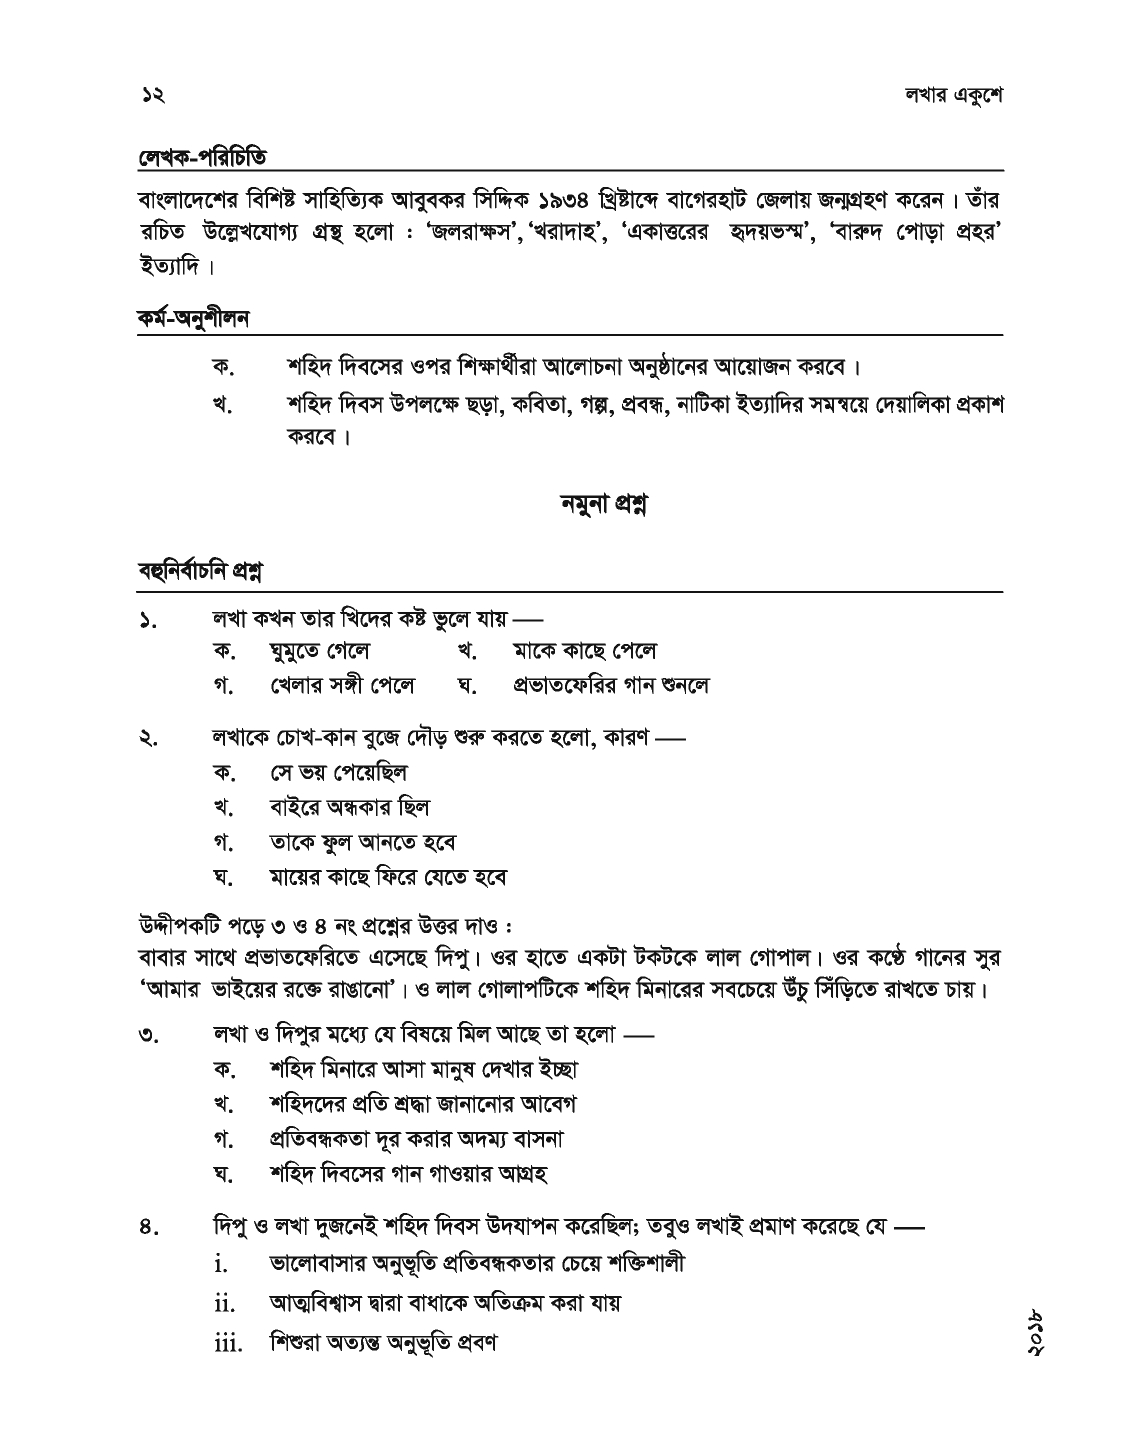 ১২ লখার একুশে
লেখক-পরিচিতি
বাংলাদেশের বিশিষ্ট সাহিত্যিক আবুবকর সিদ্দিক ১৯৩৪ খ্রিষ্টাব্দে বাগেরহাট জেলায় জন্মগ্রহণ করেন। তাঁর
রচিত উল্লেখযোগ্য গ্রন্থ হলো : ‘জলরাক্ষস’, ‘খরাদাহ’, ‘একাত্তরের হৃদয়ভস্ম’, ‘বারুদ পোড়া প্রহর’
ইত্যাদি।
কর্ম-অনুশীলন
ক. শহিদ দিবসের ওপর শিক্ষার্থীরা আলোচনা অনুষ্ঠানের আয়োজন করবে।
খ. শহিদ দিবস উপলক্ষে ছড়া, কবিতা, গল্প, প্রবন্ধ, নাটিকা ইত্যাদির সমন্বয়ে দেয়ালিকা প্রকাশ
করবে।
নমুনা প্রশ্ন
বহুনির্বাচনি প্রশ্ন
১. লখা কখন তার খিদের কষ্ট ভুলে যায় —
ক. ঘুমুতে গেলে খ. মাকে কাছে পেলে
গ. খেলার সঙ্গী পেলে ঘ. প্রভাতফেরির গান শুনলে
২. লখাকে চোখ-কান বুজে দৌড় শুরু করতে হলো, কারণ —
ক. সে ভয় পেয়েছিল
খ. বাইরে অন্ধকার ছিল
গ. তাকে ফুল আনতে হবে
ঘ. মায়ের কাছে ফিরে যেতে হবে
উদ্দীপকটি পড়ে ৩ ও ৪ নং প্রশ্নের উত্তর দাও :
বাবার সাথে প্রভাতফেরিতে এসেছে দিপু। ওর হাতে একটা টকটকে লাল গোপাল। ওর কণ্ঠে গানের সুর
‘আমার ভাইয়ের রক্তে রাঙানো’। ও লাল গোলাপটিকে শহিদ মিনারের সবচেয়ে উঁচু সিঁড়িতে রাখতে চায়।
৩. লখা ও দিপুর মধ্যে যে বিষয়ে মিল আছে তা হলো —
ক. শহিদ মিনারে আসা মানুষ দেখার ইচ্ছা
খ. শহিদদের প্রতি শ্রদ্ধা জানানোর আবেগ
গ. প্রতিবন্ধকতা দূর করার অদম্য বাসনা
ঘ. শহিদ দিবসের গান গাওয়ার আগ্রহ
৪. দিপু ও লখা দুজনেই শহিদ দিবস উদযাপন করেছিল; তবুও লখাই প্রমাণ করেছে যে —
i. ভালোবাসার অনুভূতি প্রতিবন্ধকতার চেয়ে শক্তিশালী
ii. আত্মবিশ্বাস দ্বারা বাধাকে অতিক্রম করা যায়
iii. শিশুরা অত্যন্ত অনুভূতি প্রবণ
২০১৮